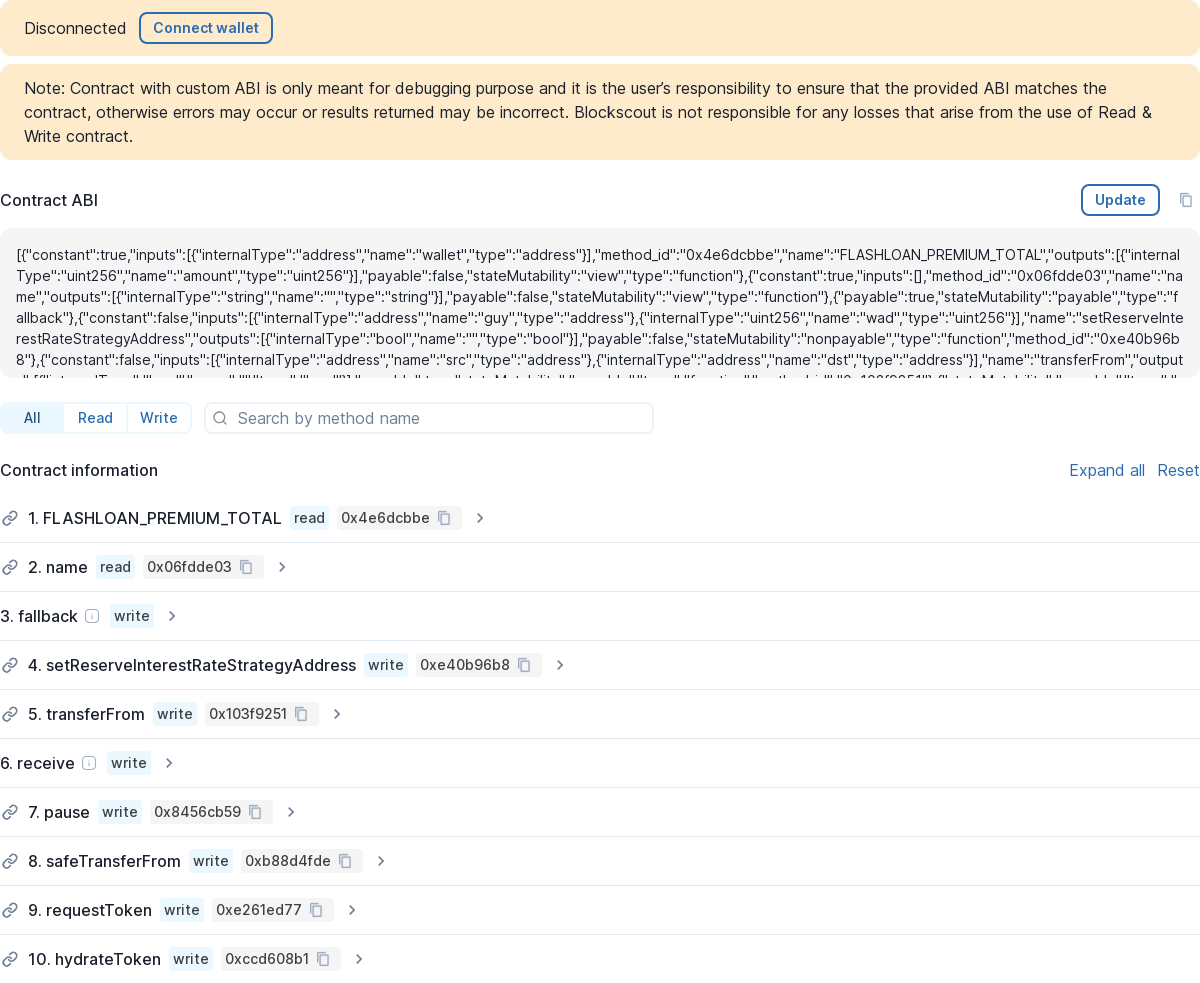 Disconnected Connect wallet
Note: Contract with custom ABI is only meant for debugging purpose and it is the user’s responsibility to ensure that the provided ABI matches the
contract, otherwise errors may occur or results returned may be incorrect. Blockscout is not responsible for any losses that arise from the use of Read &
Write contract.
Contract ABI Update
[{"constant":true,"inputs":[{"internalType":"address","name":"wallet","type":"address"}],"method_id":"0x4e6dcbbe","name":"FLASHLOAN_PREMIUM_TOTAL","outputs":[{"internal
Type":"uint256","name":"amount","type":"uint256"}],"payable":false,"stateMutability":"view","type":"function"},{"constant":true,"inputs":[],"method_id":"0x06fdde03","name":"na
me","outputs":[{"internalType":"string","name":"","type":"string"}],"payable":false,"stateMutability":"view","type":"function"},{"payable":true,"stateMutability":"payable","type":"f
allback"},{"constant":false,"inputs":[{"internalType":"address","name":"guy","type":"address"},{"internalType":"uint256","name":"wad","type":"uint256"}],"name":"setReserveInte
restRateStrategyAddress","outputs":[{"internalType":"bool","name":"","type":"bool"}],"payable":false,"stateMutability":"nonpayable","type":"function","method_id":"0xe40b96b
8"},{"constant":false,"inputs":[{"internalType":"address","name":"src","type":"address"},{"internalType":"address","name":"dst","type":"address"}],"name":"transferFrom","output
All Read Write Search by method name
Contract information Expand all Reset
1. FLASHLOAN_PREMIUM_TOTAL read 0x4e6dcbbe
2. name read 0x06fdde03
3. fallback write
4. setReserveInterestRateStrategyAddress write 0xe40b96b8
5. transferFrom write 0x103f9251
6. receive write
7. pause write 0x8456cb59
8. safeTransferFrom write 0xb88d4fde
9. requestToken write 0xe261ed77
10. hydrateToken write 0xccd608b1